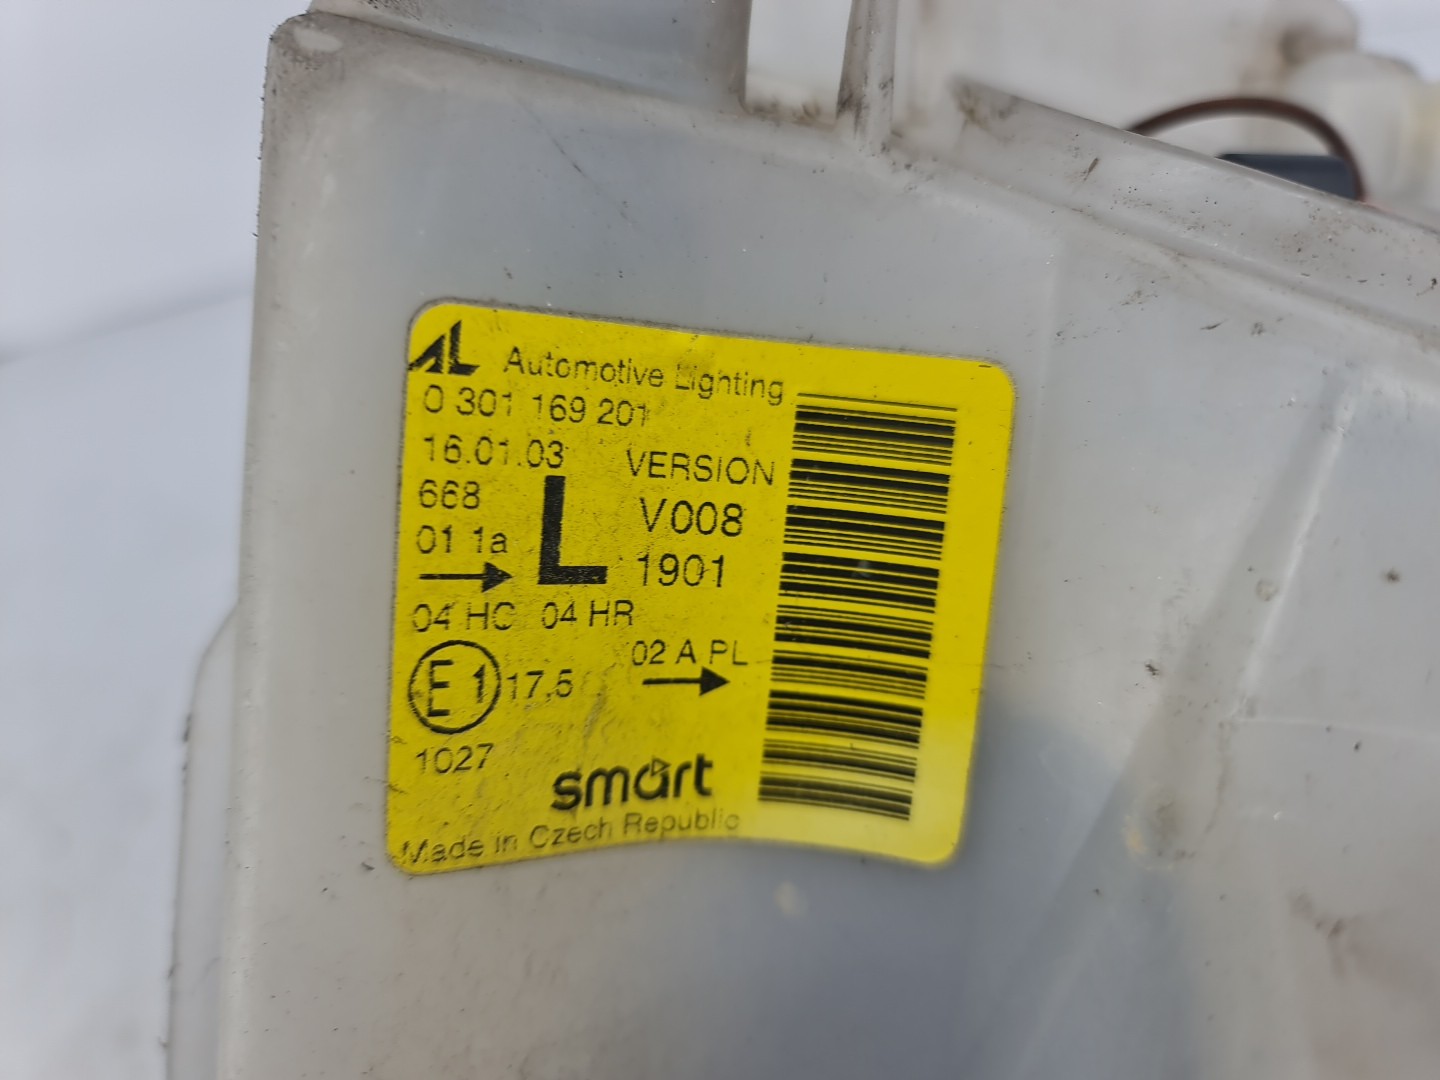 AL Automotive Lighting
0 301 169 201
16.01.03
VERSION
668
L
V008
01 1a
1901
04 HC 04 HR
02 A PL
E1 17,5
1027
smart
Made in Czech Republic